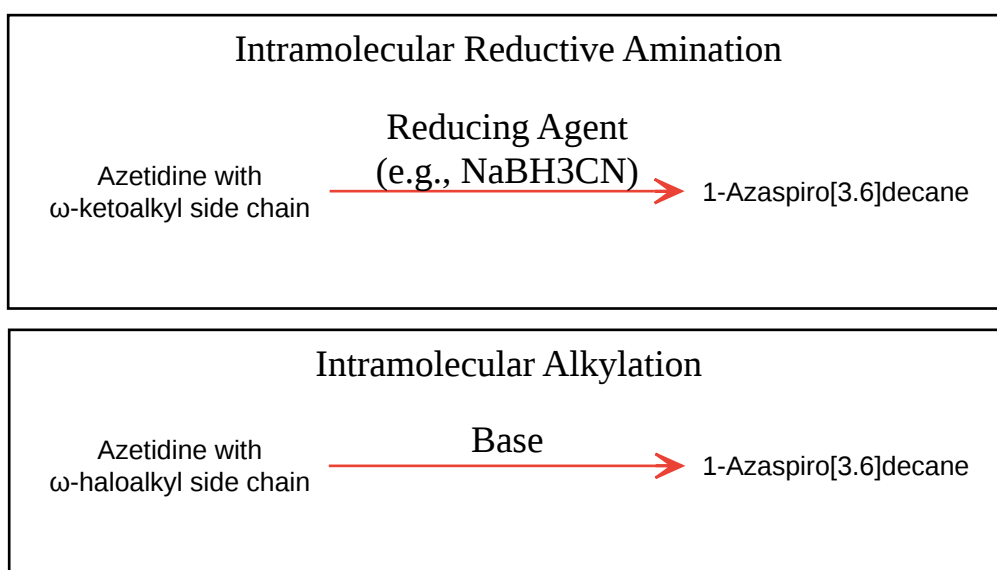 Intramolecular Reductive Amination
Reducing Agent
(e.g., NaBH3CN)
Azetidine with
ω-ketoalkyl side chain
1-Azaspiro[3.6]decane
Intramolecular Alkylation
Base
Azetidine with
ω-haloalkyl side chain
1-Azaspiro[3.6]decane